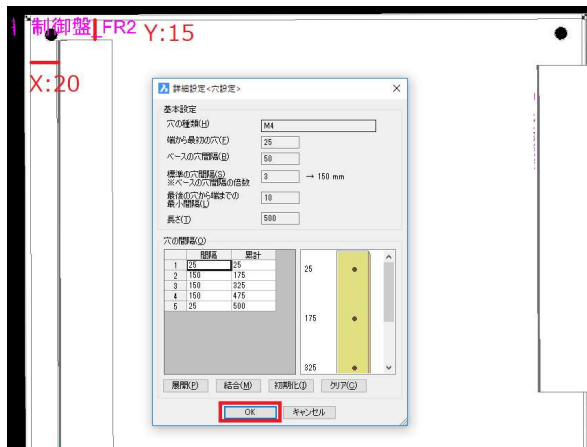 制御盤_FR2
Y:15
X:20
詳細設定<穴設定>
基本設定
穴の種類(H) M4
端から最初の穴(F) 25
ベースの穴間隔(B) 50
標準の穴間隔(S) 3 → 150 mm
※ベースの穴間隔の倍数
最後の穴から端までの 10
最小間隔(L)
長さ(T) 500
穴の間隔(O)
間隔 累計
1 25 25
2 150 175
3 150 325
4 150 475
5 25 500
25
175
325
展開(P) 結合(M) 初期化(I) クリア(C)
OK キャンセル